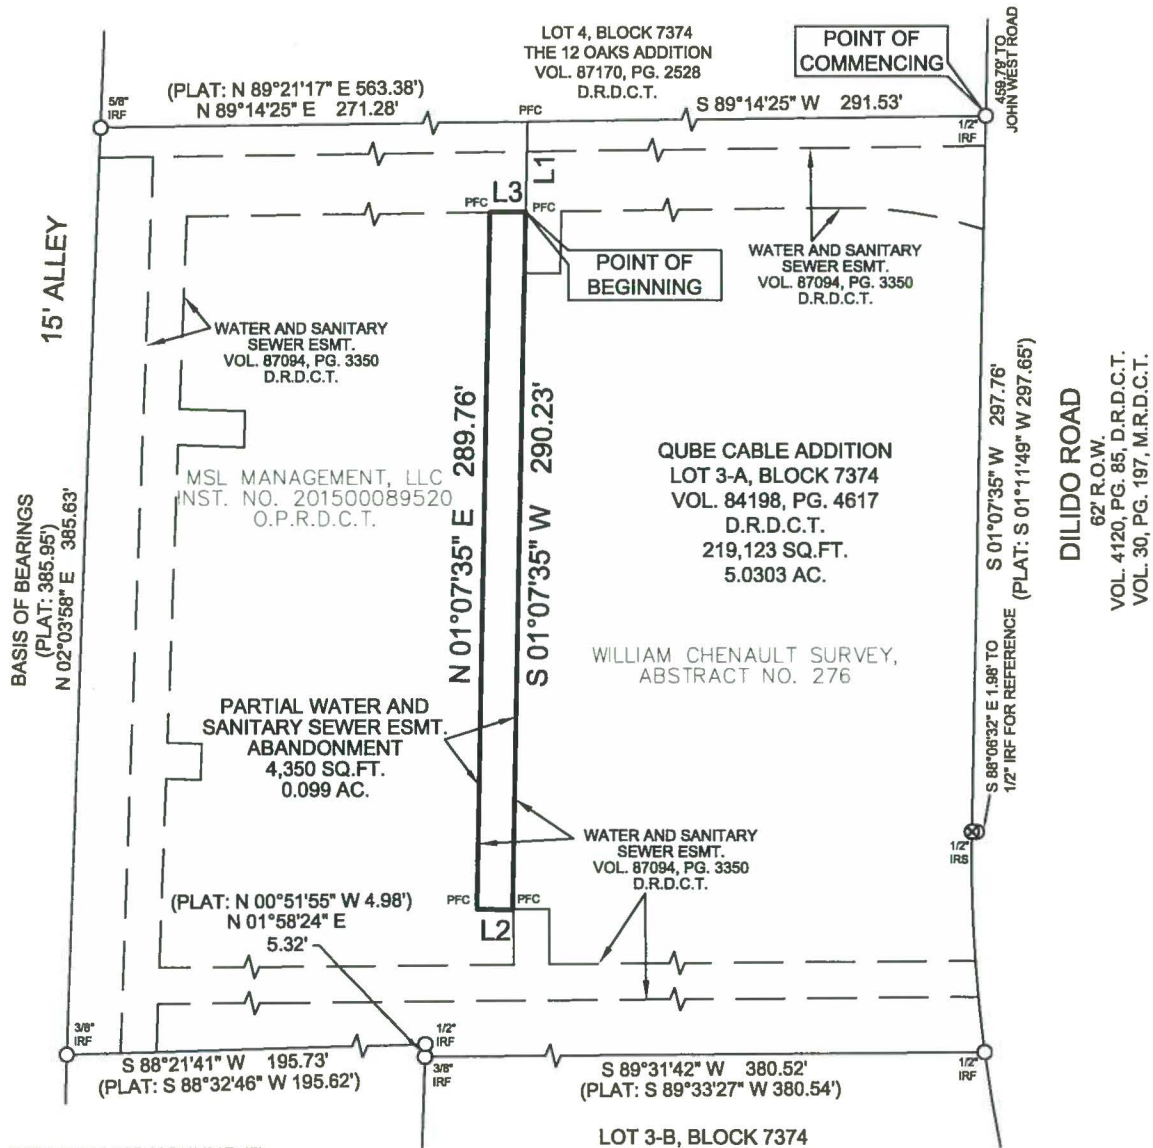 LOT 4, BLOCK 7374
THE 12 OAKS ADDITION
VOL. 87170, PG. 2528
D.R.D.C.T.
POINT OF
COMMENCING
459.79' TO
JOHN WEST ROAD
(PLAT: N 89°21'17" E 563.38')
N 89°14'25" E 271.28'
5/8"
IRF
PFC
S 89°14'25" W 291.53'
1/2"
IRF
L1
PFC
L3
PFC
15' ALLEY
POINT OF
BEGINNING
WATER AND SANITARY
SEWER ESMT.
VOL. 87094, PG. 3350
D.R.D.C.T.
WATER AND SANITARY
SEWER ESMT.
VOL. 87094, PG. 3350
D.R.D.C.T.
N 01°07'35" E 289.76'
S 01°07'35" W 290.23'
MSL MANAGEMENT, LLC
INST. NO. 201500089520
O.P.R.D.C.T.
QUBE CABLE ADDITION
LOT 3-A, BLOCK 7374
VOL. 84198, PG. 4617
D.R.D.C.T.
219,123 SQ.FT.
5.0303 AC.
S 01°07'35" W 297.76'
(PLAT: S 01°11'49" W 297.65')
DILIDO ROAD
62' R.O.W.
VOL. 4120, PG. 85, D.R.D.C.T.
VOL. 30, PG. 197, M.R.D.C.T.
BASIS OF BEARINGS
(PLAT: 385.95')
N 02°03'58" E 385.63'
WILLIAM CHENAULT SURVEY,
ABSTRACT NO. 276
PARTIAL WATER AND
SANITARY SEWER ESMT.
ABANDONMENT
4,350 SQ.FT.
0.099 AC.
S 88°06'32" E 1.98' TO
1/2" IRF FOR REFERENCE
1/2"
IRS
WATER AND SANITARY
SEWER ESMT.
VOL. 87094, PG. 3350
D.R.D.C.T.
(PLAT: N 00°51'55" W 4.98')
N 01°58'24" E
5.32'
PFC
PFC
L2
3/8"
IRF
1/2"
IRF
3/8"
IRF
1/2"
IRF
S 88°21'41" W 195.73'
(PLAT: S 88°32'46" W 195.62')
S 89°31'42" W 380.52'
(PLAT: S 89°33'27" W 380.54')
LOT 3-B, BLOCK 7374